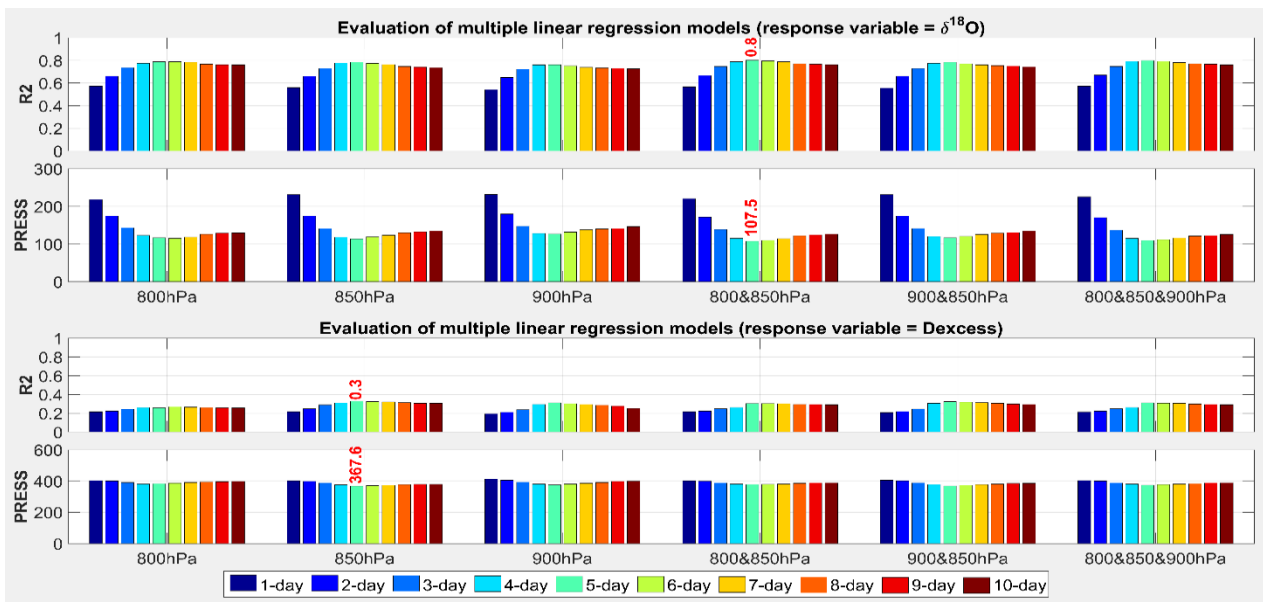 Evaluation of multiple linear regression models (response variable = δ¹⁸O)
R2
1
0.8
0.6
0.4
0.2
0
0.8
PRESS
300
200
100
0
107.5
800hPa 850hPa 900hPa 800&850hPa 900&850hPa 800&850&900hPa
Evaluation of multiple linear regression models (response variable = Dexcess)
R2
1
0.8
0.6
0.4
0.2
0
0.3
PRESS
600
400
200
0
367.6
800hPa 850hPa 900hPa 800&850hPa 900&850hPa 800&850&900hPa
1-day 2-day 3-day 4-day 5-day 6-day 7-day 8-day 9-day 10-day